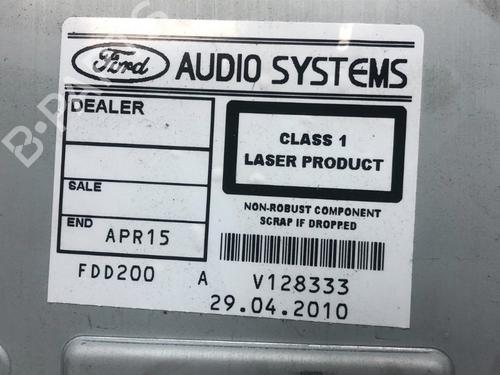 Ford AUDIO SYSTEMS
DEALER
CLASS 1
LASER PRODUCT
SALE
NON-ROBUST COMPONENT
SCRAP IF DROPPED
END APR15
FDD200 A V128333
29.04.2010
B-PARTS